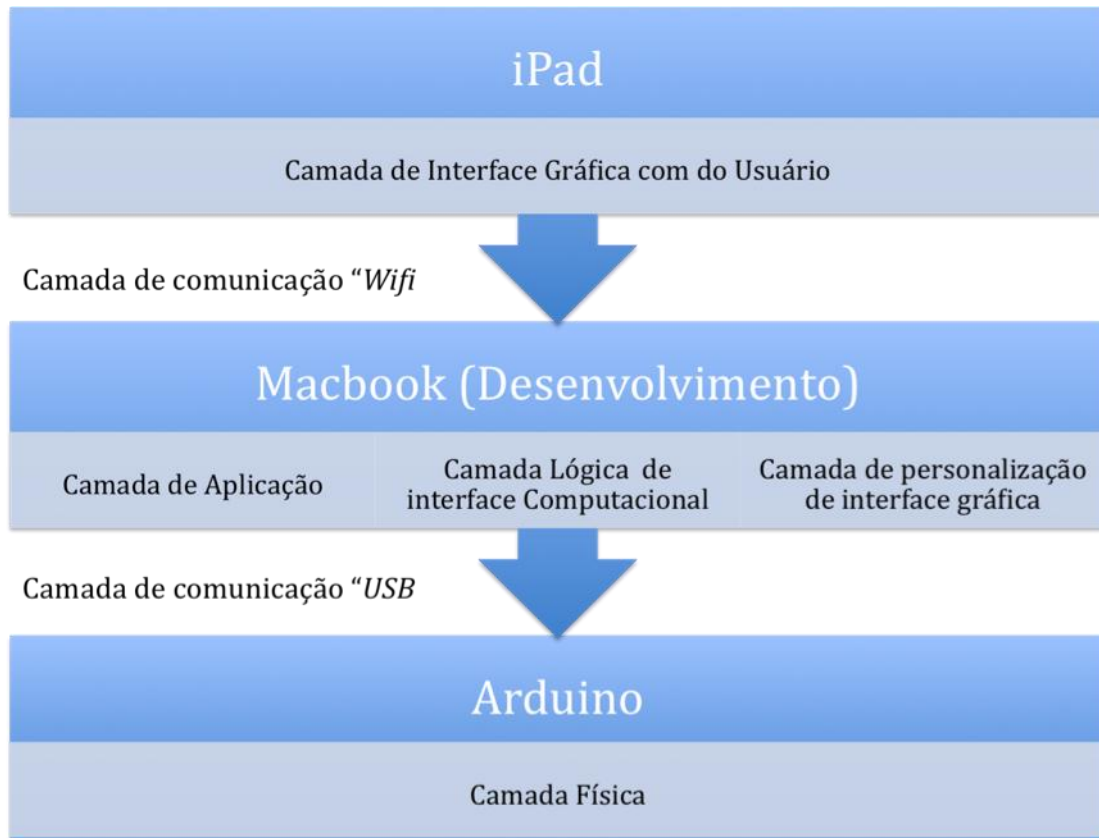 iPad
Camada de Interface Gráfica com do Usuário
Camada de comunicação “Wifi
Macbook (Desenvolvimento)
Camada de Aplicação
Camada Lógica de
interface Computacional
Camada de personalização
de interface gráfica
Camada de comunicação “USB
Arduino
Camada Física